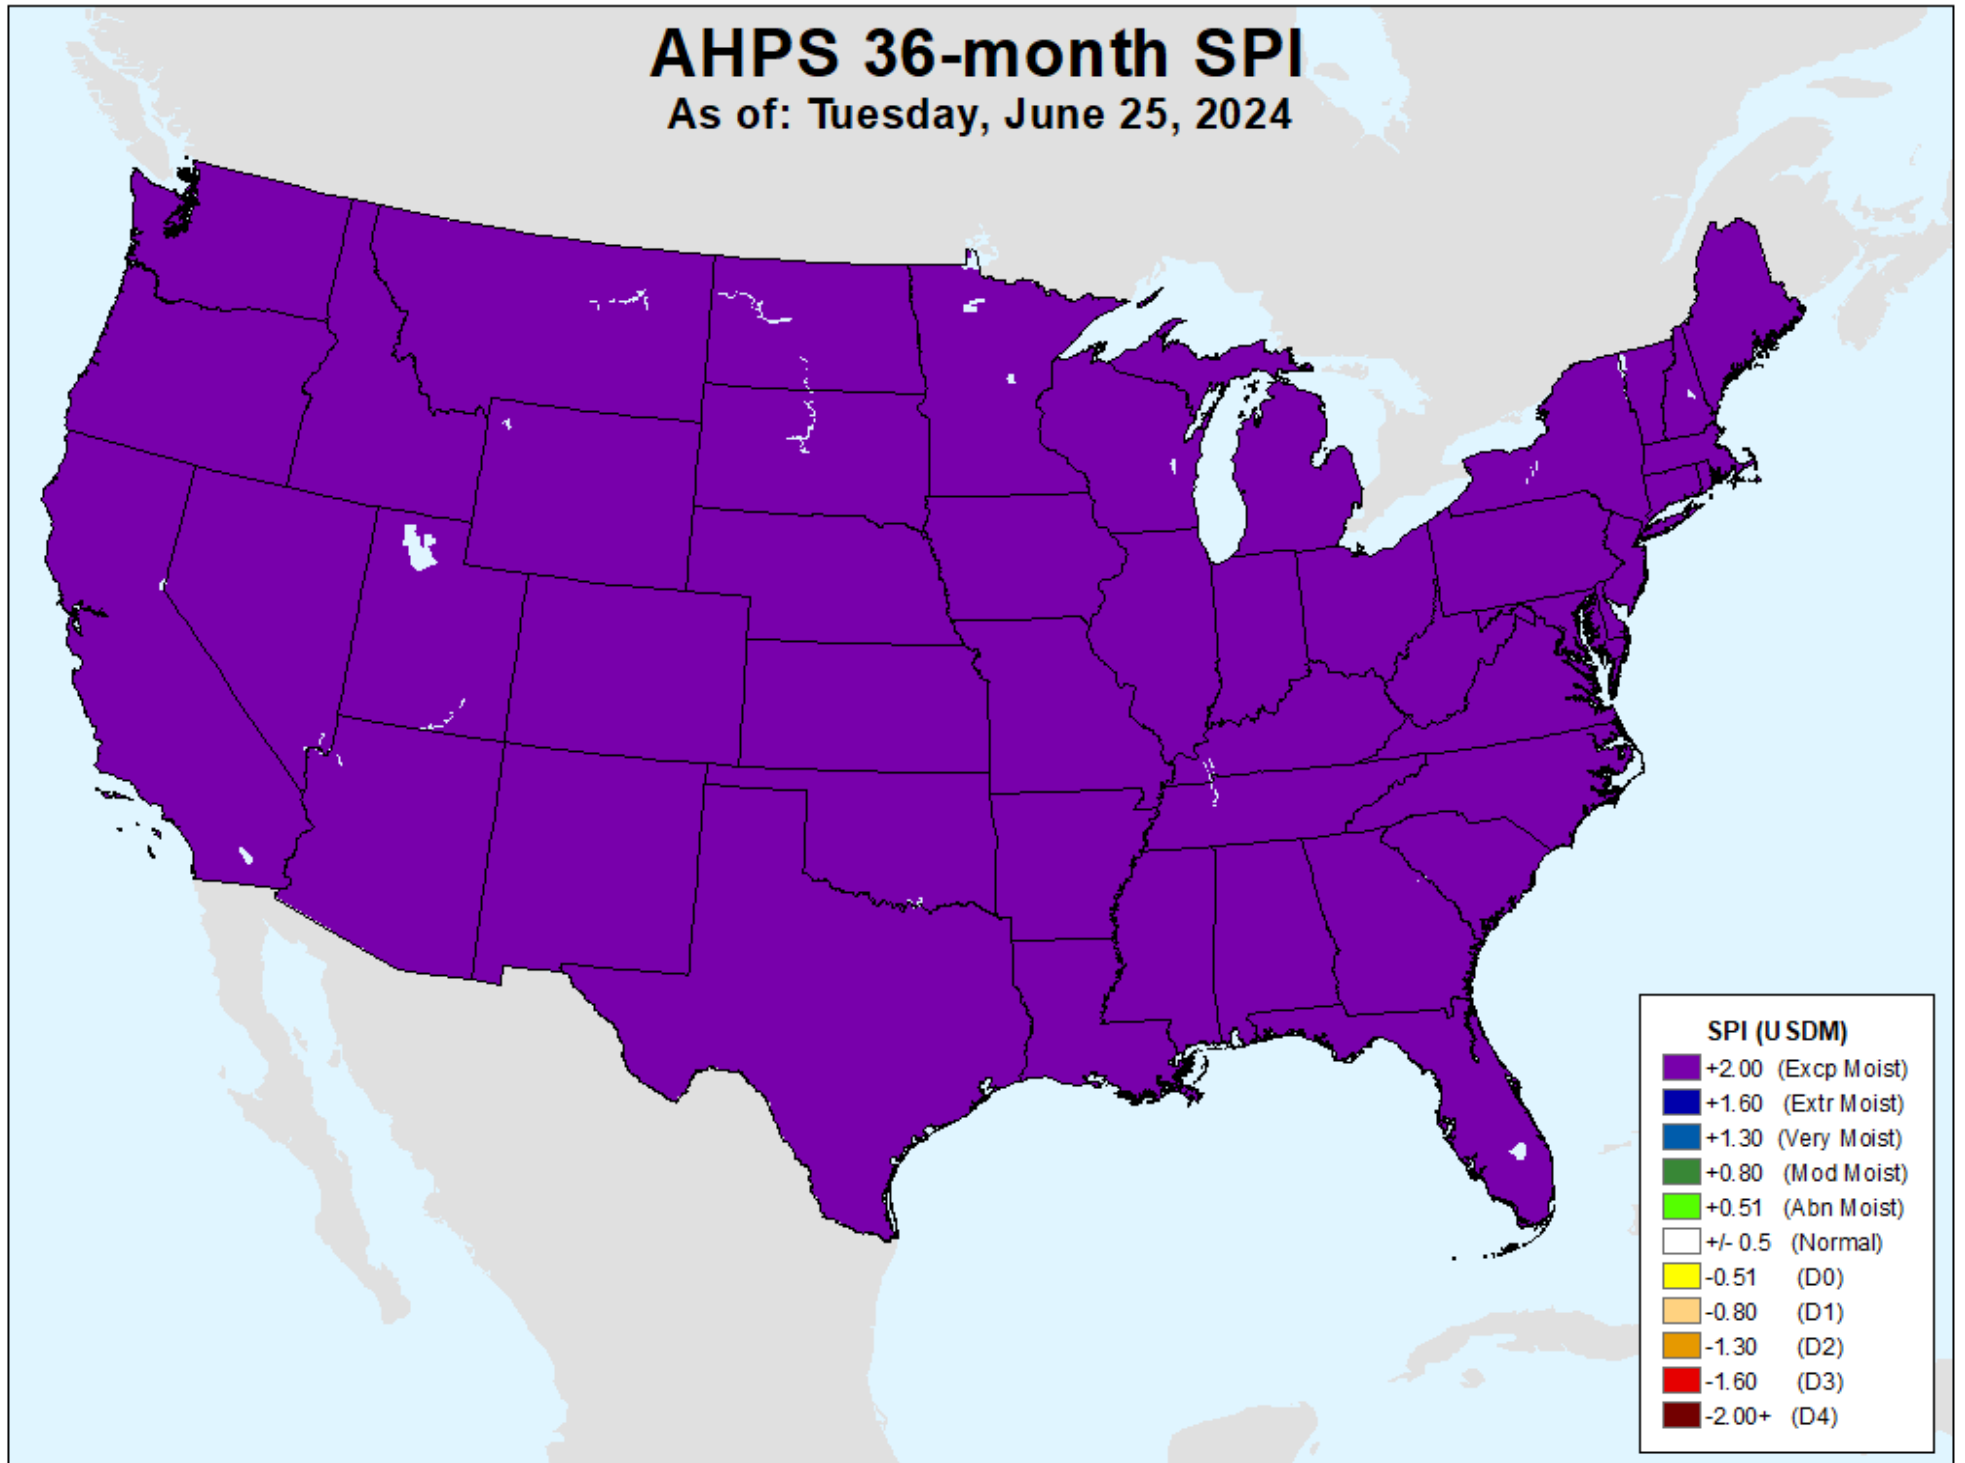 AHPS 36-month SPI
As of: Tuesday, June 25, 2024
SPI (USDM)
+2.00 (Excp Moist)
+1.60 (Extr Moist)
+1.30 (Very Moist)
+0.80 (Mod Moist)
+0.51 (Abn Moist)
+/- 0.5 (Normal)
-0.51 (D0)
-0.80 (D1)
-1.30 (D2)
-1.60 (D3)
-2.00+ (D4)